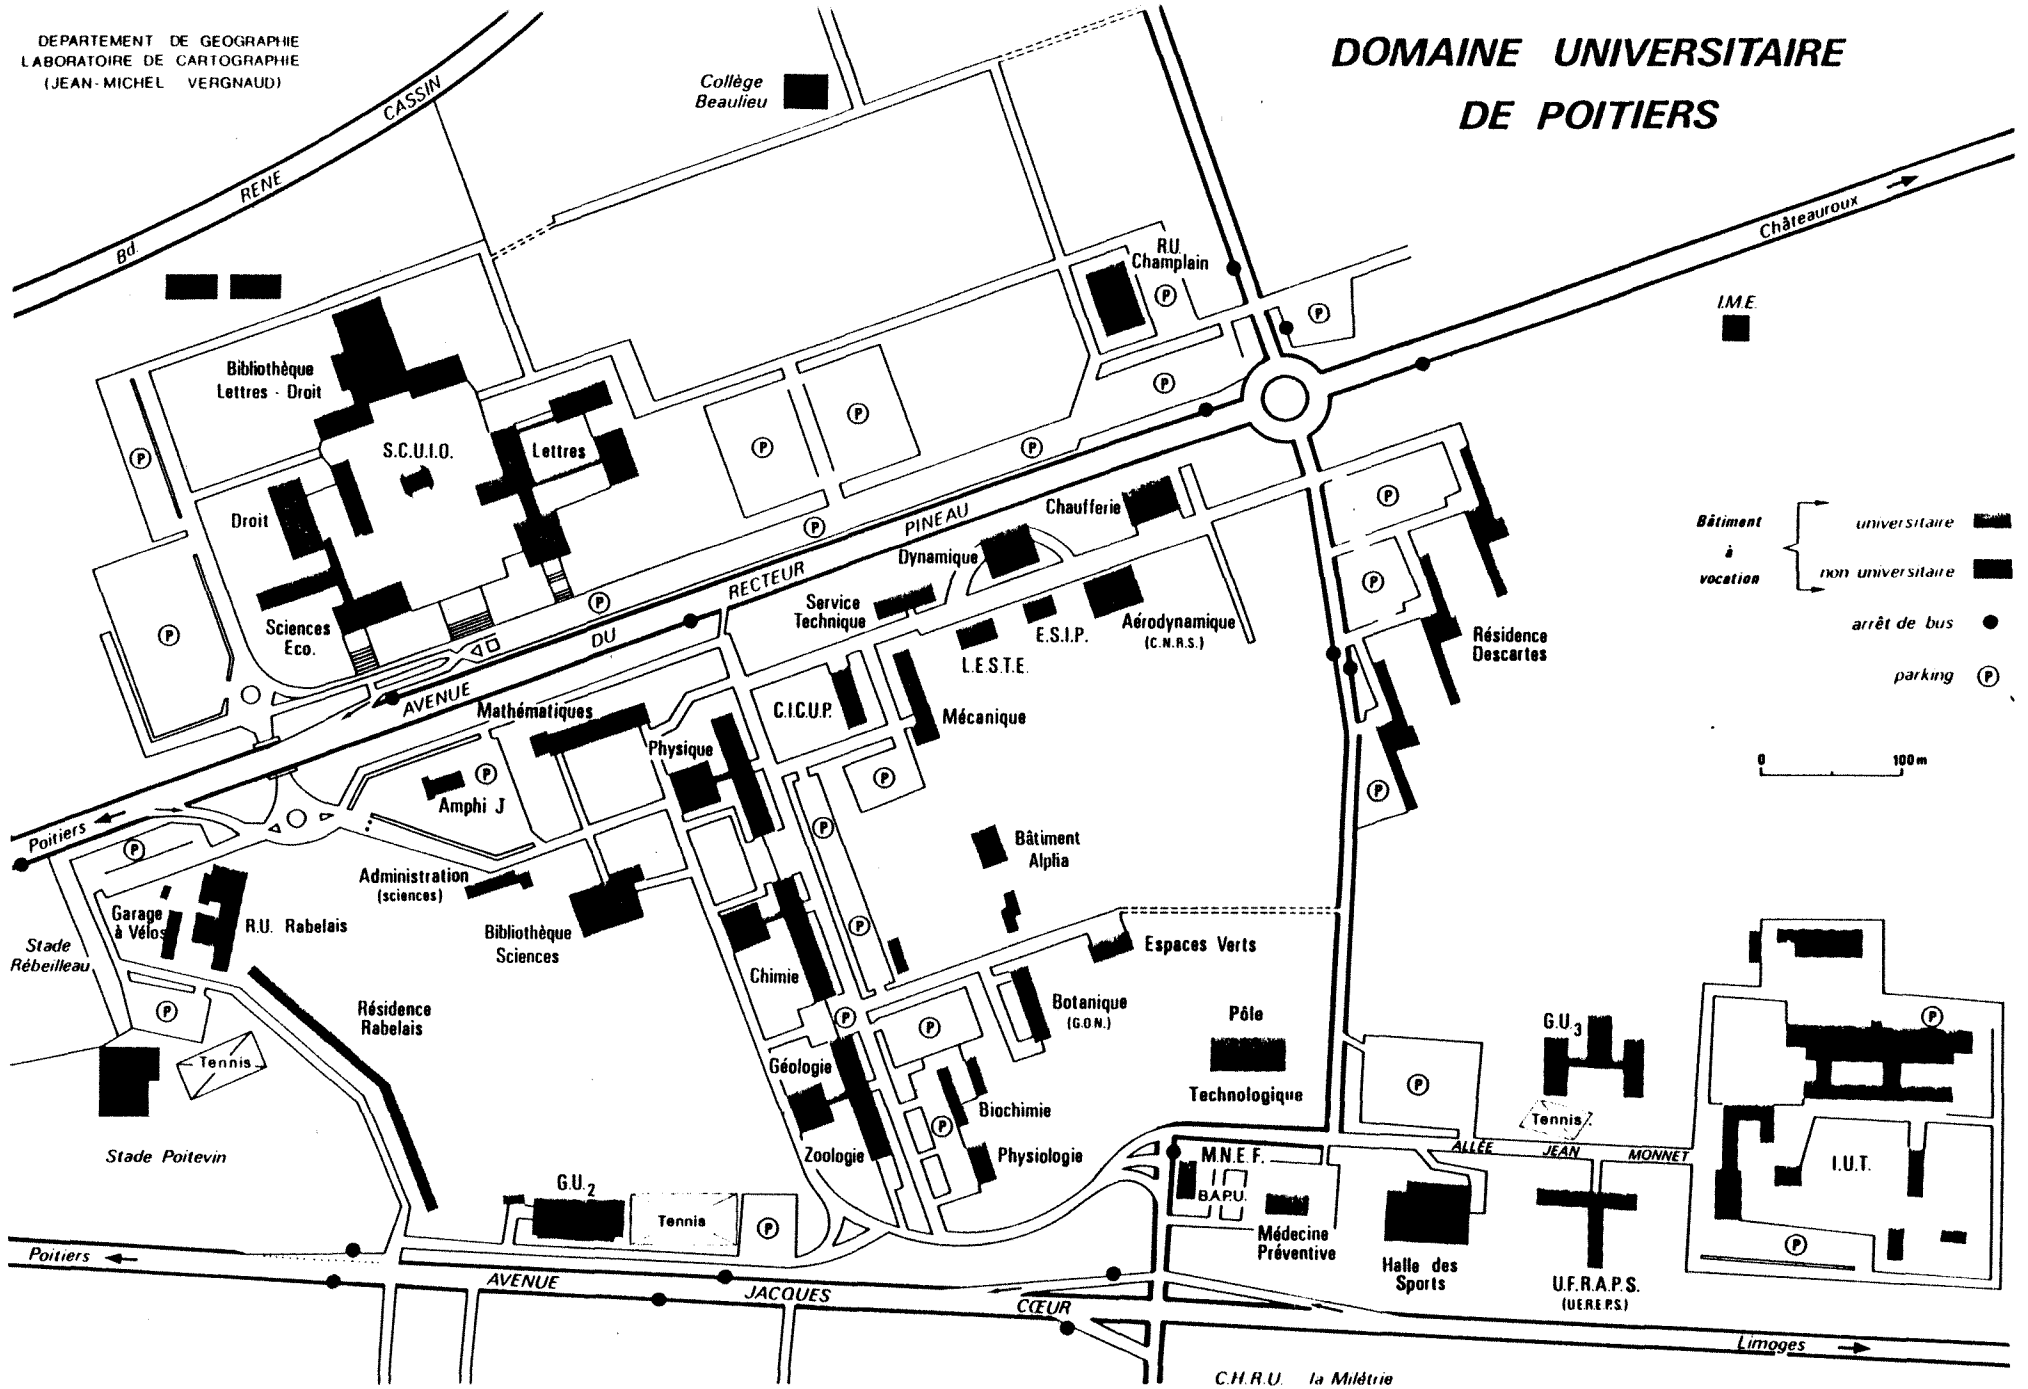 DEPARTEMENT DE GEOGRAPHIE
LABORATOIRE DE CARTOGRAPHIE
(JEAN-MICHEL VERGNAUD)
DOMAINE UNIVERSITAIRE
DE POITIERS
Bd. RENE CASSIN
Collège
Beaulieu
Châteauroux
R.U.
Champlain
P
P
I.M.E.
Bibliothèque
Lettres - Droit
P
P
P
P
P
S.C.U.I.O.
Lettres
Droit
Sciences
Eco.
P
P
P
AVENUE DU RECTEUR PINEAU
Chaufferie
Dynamique
Service
Technique
E.S.I.P.
L.E.S.T.E.
Aérodynamique
(C.N.R.S.)
P
P
Résidence
Descartes
P
Bâtiment
à
vocation
universitaire
non universitaire
arrêt de bus
parking P
0 100 m
Mathématiques
C.I.C.U.P.
Mécanique
Physique
P
Amphi J
P
P
Poitiers
P
Bâtiment
Alpha
Administration
(sciences)
Bibliothèque
Sciences
Garage
à Vélos
R.U. Rabelais
Stade
Rébeilleau
P
Espaces Verts
Chimie
Résidence
Rabelais
P
Tennis
P
P
Botanique
(G.O.N.)
Pôle
Technologique
G.U.3
P
P
Géologie
Biochimie
P
Tennis
Stade Poitevin
Zoologie
Physiologie
ALLÉE JEAN MONNET
I.U.T.
M.N.E.F.
B.A.P.U.
G.U.2
Tennis
P
Médecine
Préventive
Halle des
Sports
U.F.R.A.P.S.
(U.E.R.E.P.S.)
P
Poitiers
AVENUE JACQUES CŒUR
Limoges
C.H.R.U. la Milétrie